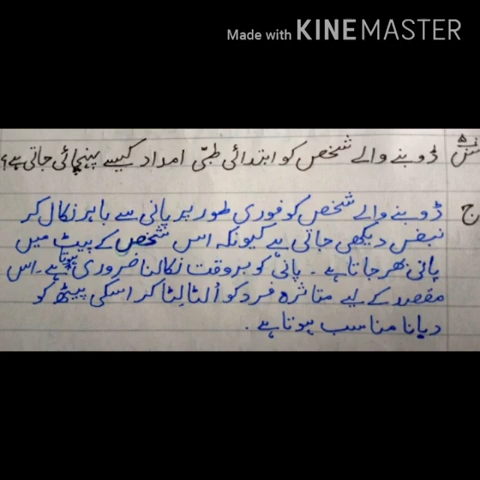 Made with KINEMASTER
س ڈوبنے والے شخص کو ابتدائی طبّی امداد کیسے پہنچائی جاتی ہے؟
ج ڈوبنے والے شخص کو فوری طور پر پانی سے باہر نکال کر
نبض دیکھی جاتی ہے کیونکہ اس شخص کے پیٹ میں
پانی بھر جاتا ہے۔ پانی کو بروقت نکالنا ضروری ہوتا ہے۔ اس
مقصد کے لیے متاثرہ فرد کو اُلٹا لِٹا کر اسکی پیٹھ کو
دبانا مناسب ہوتا ہے۔